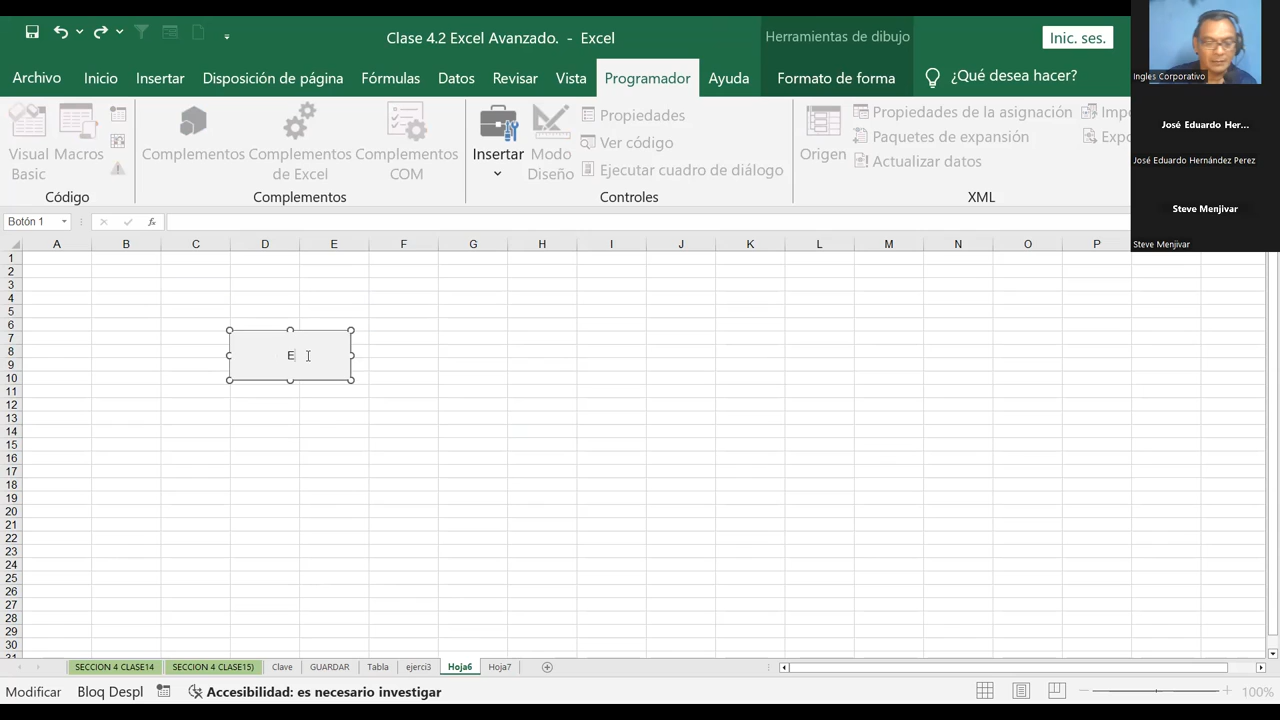 Clase 4.2 Excel Avanzado. - Excel
Herramientas de dibujo
Inic. ses.
Archivo Inicio Insertar Disposición de página Fórmulas Datos Revisar Vista Programador Ayuda Formato de forma ¿Qué desea hacer?
Ingles Corporativo
José Eduardo Her...
José Eduardo Hernández Perez
Steve Menjivar
Steve Menjivar
Visual Basic
Macros
Código
Complementos
Complementos de Excel
Complementos COM
Complementos
Insertar
Modo Diseño
Propiedades
Ver código
Ejecutar cuadro de diálogo
Controles
Origen
Propiedades de la asignación
Paquetes de expansión
Actualizar datos
Impo
Expo
XML
Botón 1
fx
A B C D E F G H I J K L M N O P
1
2
3
4
5
6
7
8
9
10
11
12
13
14
15
16
17
18
19
20
21
22
23
24
25
26
27
28
29
30
31
E
SECCION 4 CLASE14 SECCION 4 CLASE15) Clave GUARDAR Tabla ejerci3 Hoja6 Hoja7
Modificar Bloq Despl Accesibilidad: es necesario investigar 100%